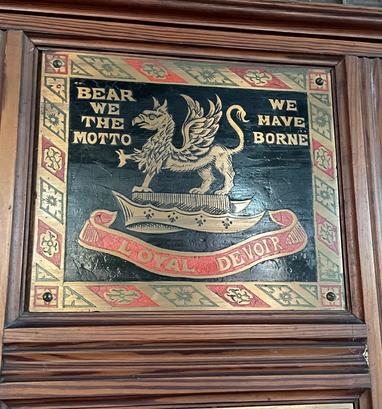 BEAR
WE
THE
MOTTO
WE
HAVE
BORNE
LOYAL DEVOIR